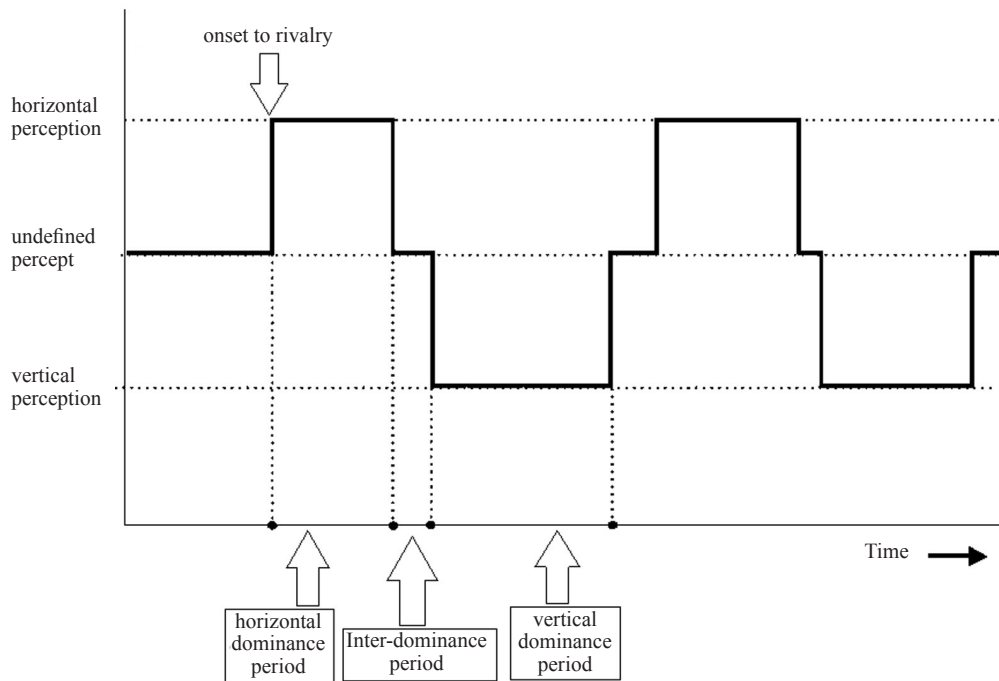 onset to rivalry
horizontal
perception
undefined
percept
vertical
perception
Time
horizontal
dominance
period
Inter-dominance
period
vertical
dominance
period